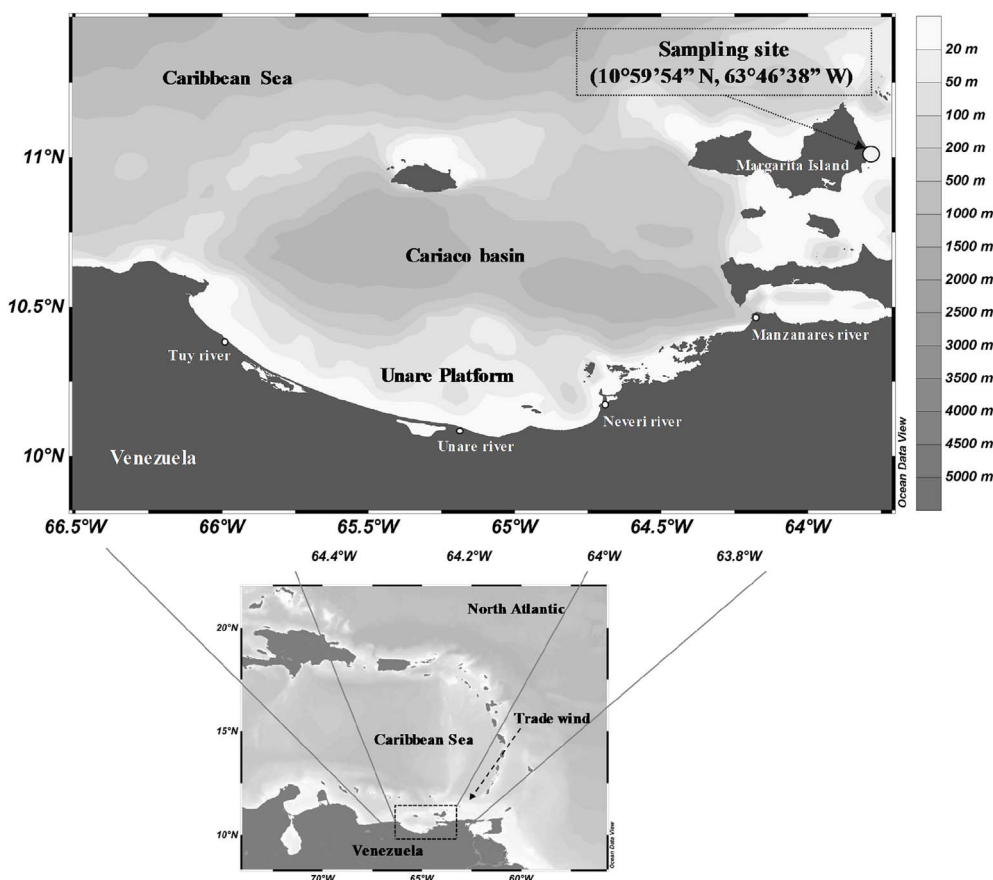 Sampling site
(10°59’54” N, 63°46’38” W)
Caribbean Sea
11°N
Margarita Island
Cariaco basin
10.5°N
Manzanares river
Tuy river
Unare Platform
Neveri river
Unare river
10°N
Venezuela
66.5°W
66°W
65.5°W
65°W
64.5°W
64°W
20 m
50 m
100 m
200 m
500 m
1000 m
1500 m
2000 m
2500 m
3000 m
3500 m
4000 m
4500 m
5000 m
Ocean Data View
64.4°W
64.2°W
64°W
63.8°W
North Atlantic
20°N
Trade wind
15°N
Caribbean Sea
10°N
Venezuela
70°W
65°W
60°W
Ocean Data View